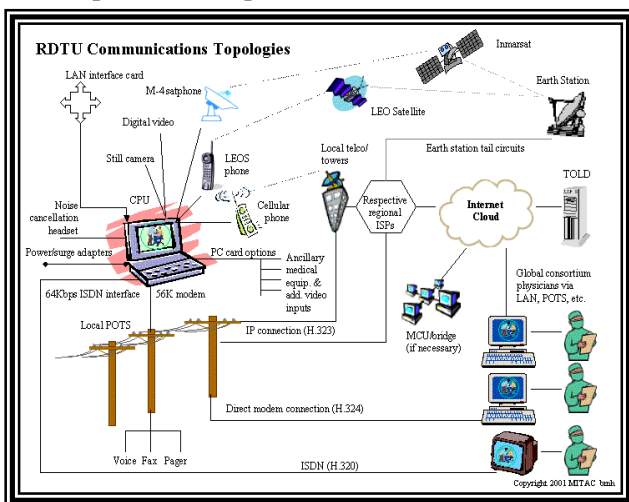 RDTU Communications Topologies
Inmarsat
LAN interface card
M-4 satphone
LEO Satellite
Earth Station
Digital video
Still camera
LEOS
phone
Local telco/
towers
Earth station tail circuits
TOLD
CPU
Cellular
phone
Respective
regional
ISPs
Internet
Cloud
Noise
cancellation
headset
Power/surge adapters
PC card options
Ancillary
medical
equip. &
add. video
inputs
64Kbps ISDN interface
56K modem
Global consortium
physicians via
LAN, POTS, etc.
Local POTS
IP connection (H.323)
MCU/bridge
(if necessary)
Direct modem connection (H.324)
Voice Fax Pager
ISDN (H.320)
Copyright 2001 MITAC bmh